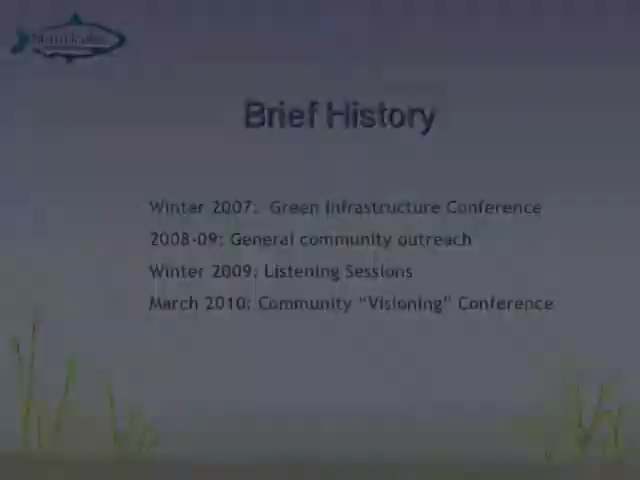 Brief History
Winter 2007: Green Infrastructure Conference
2008-09: General community outreach
Winter 2009: Listening Sessions
March 2010: Community “Visioning” Conference